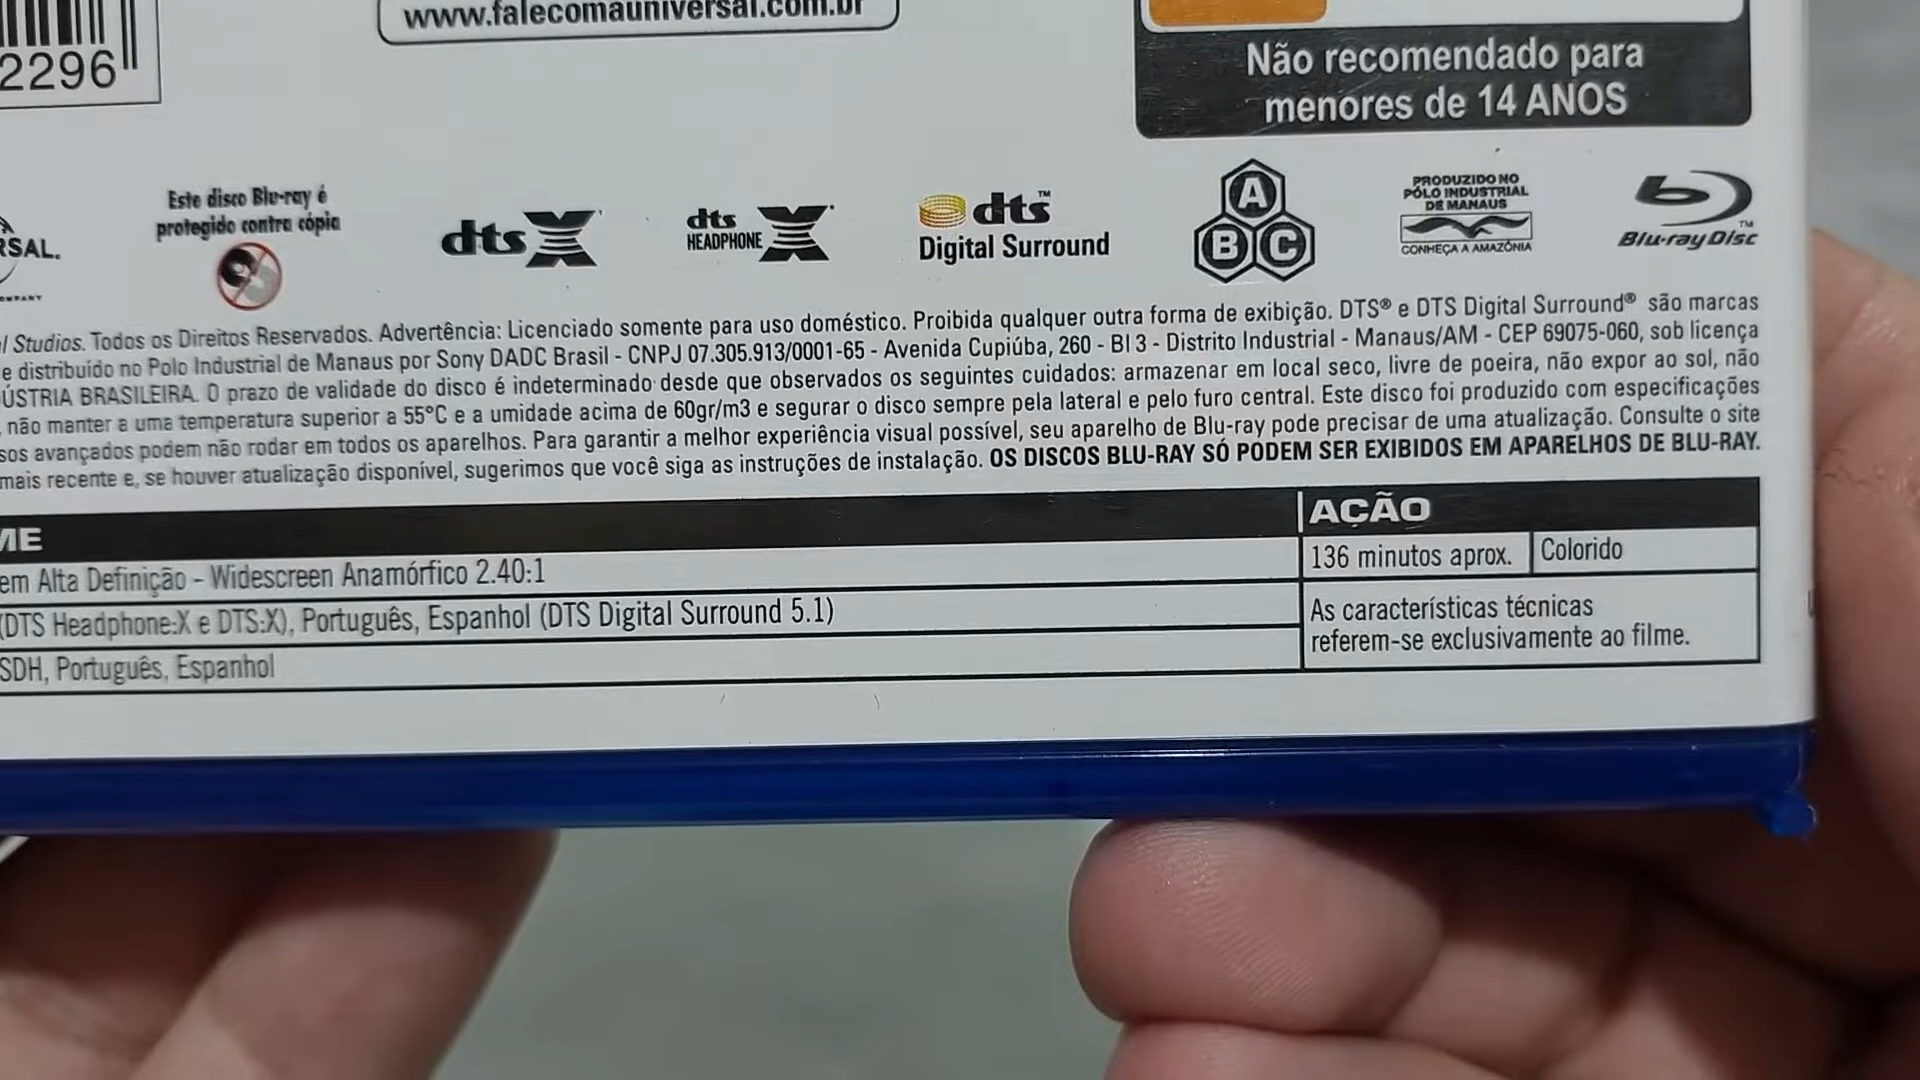 www.falecomauniversal.com.br
2296
Não recomendado para
menores de 14 ANOS
Este disco Blu-ray é
protegido contra cópia
RSAL.
COMPANY
dts X
dts HEADPHONE X
dts™
Digital Surround
A
B C
PRODUZIDO NO
PÓLO INDUSTRIAL
DE MANAUS
CONHEÇA A AMAZÔNIA
Blu-ray Disc™
l Studios. Todos os Direitos Reservados. Advertência: Licenciado somente para uso doméstico. Proibida qualquer outra forma de exibição. DTS® e DTS Digital Surround® são marcas
e distribuído no Polo Industrial de Manaus por Sony DADC Brasil - CNPJ 07.305.913/0001-65 - Avenida Cupiúba, 260 - Bl 3 - Distrito Industrial - Manaus/AM - CEP 69075-060, sob licença
ÚSTRIA BRASILEIRA. O prazo de validade do disco é indeterminado desde que observados os seguintes cuidados: armazenar em local seco, livre de poeira, não expor ao sol, não
, não manter a uma temperatura superior a 55°C e a umidade acima de 60gr/m3 e segurar o disco sempre pela lateral e pelo furo central. Este disco foi produzido com especificações
sos avançados podem não rodar em todos os aparelhos. Para garantir a melhor experiência visual possível, seu aparelho de Blu-ray pode precisar de uma atualização. Consulte o site
mais recente e, se houver atualização disponível, sugerimos que você siga as instruções de instalação. OS DISCOS BLU-RAY SÓ PODEM SER EXIBIDOS EM APARELHOS DE BLU-RAY.
ME
AÇÃO
em Alta Definição - Widescreen Anamórfico 2.40:1
136 minutos aprox.
Colorido
(DTS Headphone:X e DTS:X), Português, Espanhol (DTS Digital Surround 5.1)
As características técnicas
referem-se exclusivamente ao filme.
SDH, Português, Espanhol